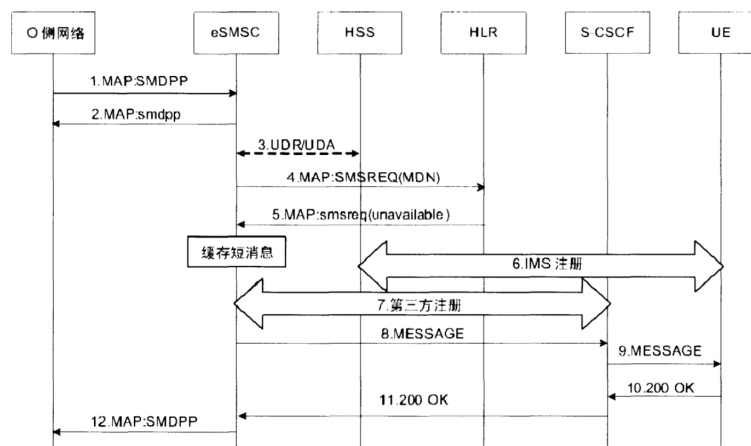 O 侧网络
eSMSC
HSS
HLR
S-CSCF
UE
1.MAP:SMDPP
2.MAP:smdpp
3.UDR/UDA
4.MAP:SMSREQ(MDN)
5.MAP:smsreq(unavailable)
缓存短消息
6.IMS 注册
7.第三方注册
8.MESSAGE
9.MESSAGE
10.200 OK
11.200 OK
12.MAP:SMDPP